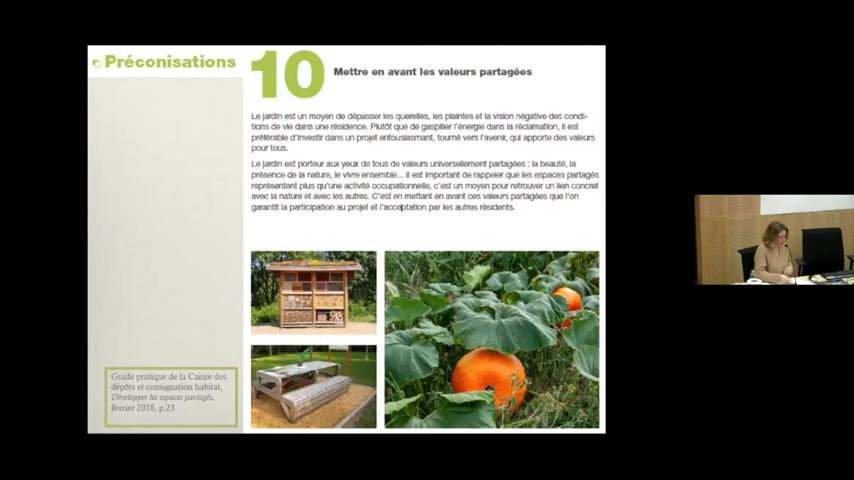 Préconisations
10
Mettre en avant les valeurs partagées
Le jardin est un moyen de dépasser les querelles, les plaintes et la vision négative des condi-
tions de vie dans une résidence. Plutôt que de gaspiller l'énergie dans la réclamation, il est
préférable d'investir dans un projet entousiasmant, tourné vers l'avenir, qui apporte des valeurs
pour tous.
Le jardin est porteur aux yeux de tous de valeurs universellement partagées : la beauté, la
présence de la nature, le vivre ensemble... il est important de rappeler que les espaces partagés
représentent plus qu'une activité occupationnelle, c'est un moyen pour retrouver un lien concret
avec la nature et avec les autres. C'est en mettant en avant ces valeurs partagées que l'on
garantit la participation au projet et l'acceptation par les autres résidents.
Guide pratique de la Caisse des
dépôts et consignation habitat,
Développer les espaces partagés,
février 2018, p.23